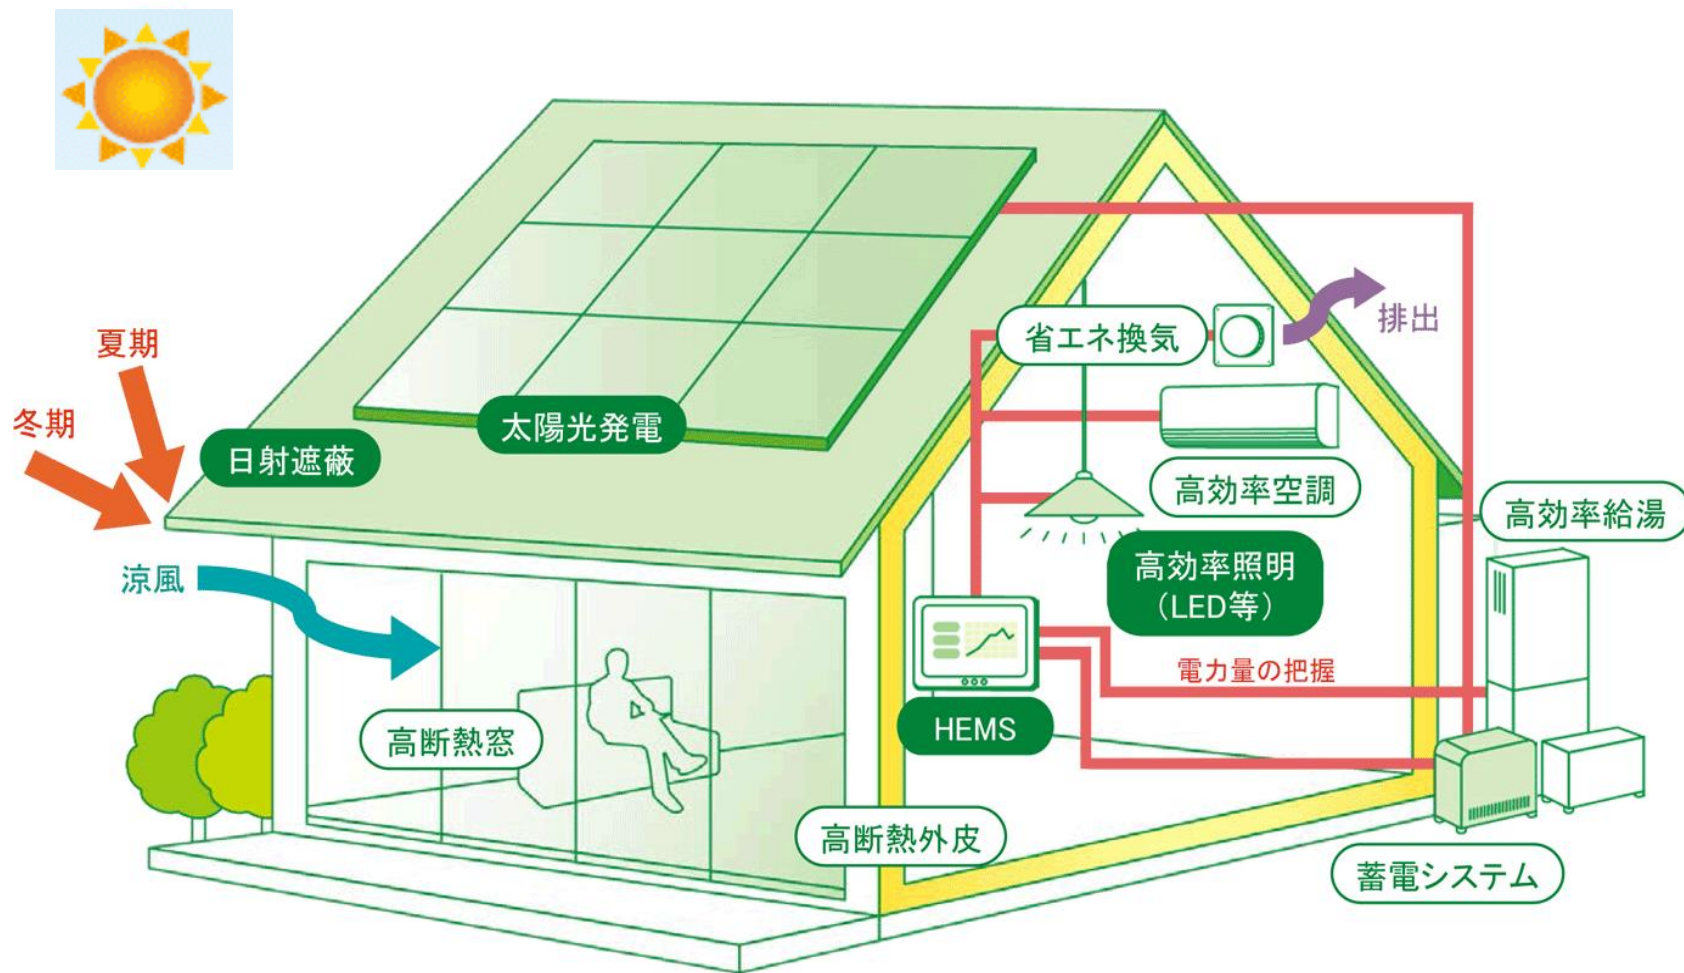 夏期
冬期
日射遮蔽
太陽光発電
涼風
高断熱窓
省エネ換気
排出
高効率空調
高効率給湯
高効率照明
(LED等)
電力量の把握
HEMS
高断熱外皮
蓄電システム